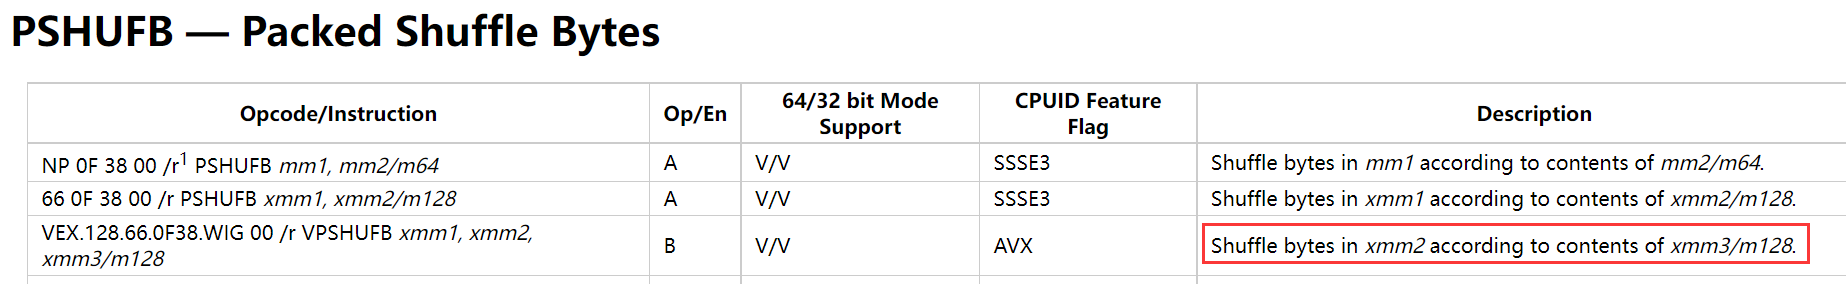 PSHUFB — Packed Shuffle Bytes
Opcode/Instruction
Op/En
64/32 bit Mode
Support
CPUID Feature
Flag
Description
NP 0F 38 00 /r1 PSHUFB mm1, mm2/m64
A
V/V
SSSE3
Shuffle bytes in mm1 according to contents of mm2/m64.
66 0F 38 00 /r PSHUFB xmm1, xmm2/m128
A
V/V
SSSE3
Shuffle bytes in xmm1 according to contents of xmm2/m128.
VEX.128.66.0F38.WIG 00 /r VPSHUFB xmm1, xmm2,
xmm3/m128
B
V/V
AVX
Shuffle bytes in xmm2 according to contents of xmm3/m128.